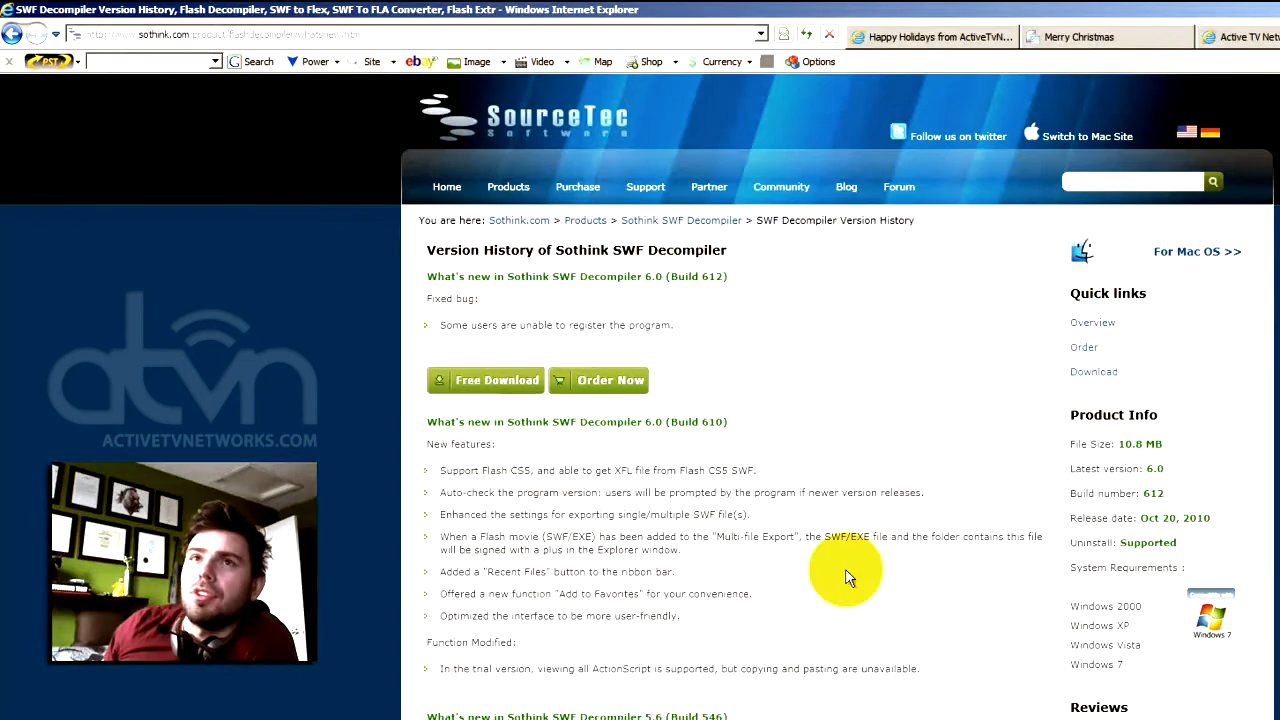 SWF Decompiler Version History, Flash Decompiler, SWF to Flex, SWF To FLA Converter, Flash Extr - Windows Internet Explorer
http://www.sothink.com/product/flashdecompiler/whatsnew.htm
Happy Holidays from ActiveTvN...
Merry Christmas
Active TV Netw
PST
Search
Power
Site
ebay
Image
Video
Map
Shop
Currency
Options
SourceTec
Software
Follow us on twitter
Switch to Mac Site
Home Products Purchase Support Partner Community Blog Forum
You are here: Sothink.com > Products > Sothink SWF Decompiler > SWF Decompiler Version History
Version History of Sothink SWF Decompiler
For Mac OS >>
What's new in Sothink SWF Decompiler 6.0 (Build 612)
Fixed bug:
Some users are unable to register the program.
Free Download
Order Now
What's new in Sothink SWF Decompiler 6.0 (Build 610)
New features:
Support Flash CS5, and able to get XFL file from Flash CS5 SWF.
Auto-check the program version: users will be prompted by the program if newer version releases.
Enhanced the settings for exporting single/multiple SWF file(s).
When a Flash movie (SWF/EXE) has been added to the "Multi-file Export", the SWF/EXE file and the folder contains this file
will be signed with a plus in the Explorer window.
Added a "Recent Files" button to the ribbon bar.
Offered a new function "Add to Favorites" for your convenience.
Optimized the interface to be more user-friendly.
Function Modified:
In the trial version, viewing all ActionScript is supported, but copying and pasting are unavailable.
What's new in Sothink SWF Decompiler 5.6 (Build 546)
Quick links
Overview
Order
Download
Product Info
File Size: 10.8 MB
Latest version: 6.0
Build number: 612
Release date: Oct 20, 2010
Uninstall: Supported
System Requirements :
Windows 2000
Windows XP
Windows Vista
Windows 7
Windows 7
Reviews
atvn
ACTIVETVNETWORKS.COM